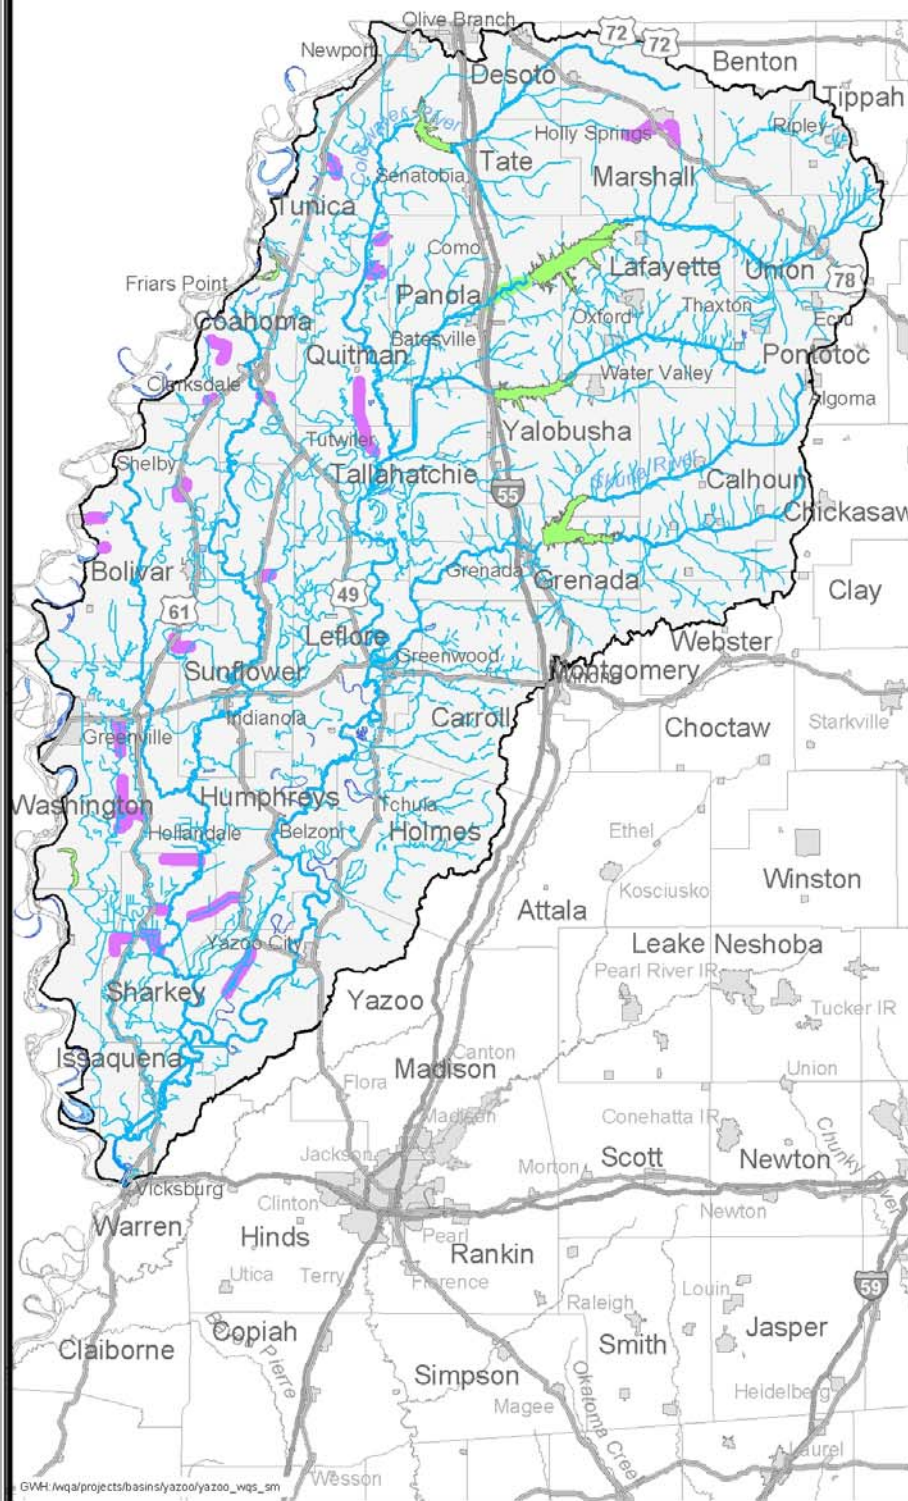 Olive Branch
72
72
Newport
Benton
Desoto
Tippah
Coldwater River
Holly Springs
Ripley
Tate
Senatobia
Marshall
Tunica
Como
Lafayette
Union
78
Friars Point
Panola
Thaxton
Coahoma
Oxford
Ecru
Batesville
Quitman
Pontotoc
Clarksdale
Water Valley
Algoma
Yalobusha
Tutwiler
Shelby
Tallahatchie
Skuna River
Calhoun
55
Chickasaw
Bolivar
Grenada
Grenada
Clay
61
49
Leflore
Webster
Greenwood
Sunflower
Montgomery
Indianola
Carroll
Starkville
Greenville
Choctaw
Washington
Humphreys
Tchula
Hollandale
Belzoni
Holmes
Ethel
Winston
Kosciusko
Attala
Yazoo City
Leake
Neshoba
Pearl River IR
Sharkey
Yazoo
Tucker IR
Issaquena
Canton
Madison
Union
Flora
Madison
Conehatta IR
Chunky River
Jackson
Morton
Scott
Newton
Vicksburg
Clinton
Newton
Warren
Hinds
Pearl
Rankin
Utica
Terry
Florence
Louin
59
Raleigh
Copiah
Jasper
Claiborne
Smith
Pierre
Simpson
Okatoma Creek
Heidelberg
Magee
Laurel
Wesson
GWH:/wqa/projects/basins/yazoo/yazoo_wqs_sm